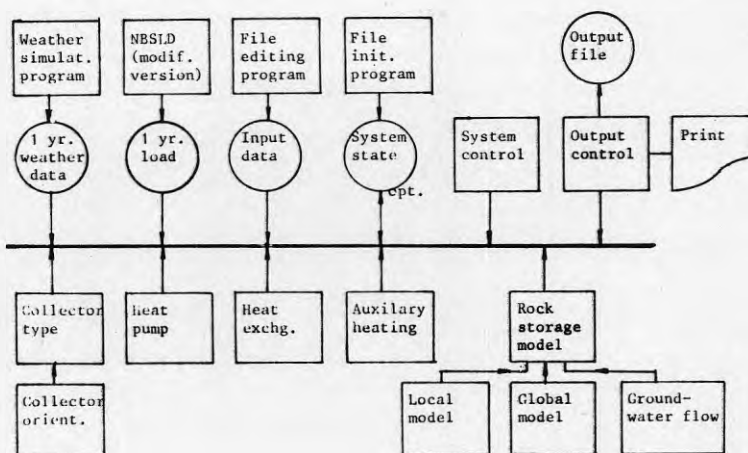 Weather
simulat.
program
NBSLD
(modif.
version)
File
editing
program
File
init.
program
Output
file
1 yr.
weather
data
1 yr.
load
Input
data
System
state
opt.
System
control
Output
control
Print
Collector
type
Heat
pump
Heat
exchg.
Auxilary
heating
Rock
storage
model
Collector
orient.
Local
model
Global
model
Ground-
water flow